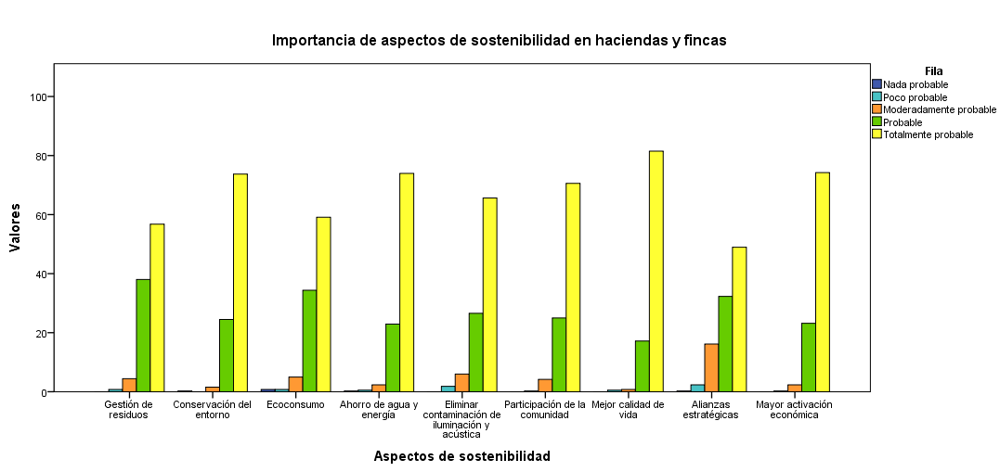 Importancia de aspectos de sostenibilidad en haciendas y fincas
Fila
Nada probable
Poco probable
Moderadamente probable
Probable
Totalmente probable
Valores
100
80
60
40
20
0
Gestión de
residuos
Conservación del
entorno
Ecoconsumo
Ahorro de agua y
energía
Eliminar
contaminación de
iluminación y
acústica
Participación de la
comunidad
Mejor calidad de
vida
Alianzas
estratégicas
Mayor activación
económica
Aspectos de sostenibilidad